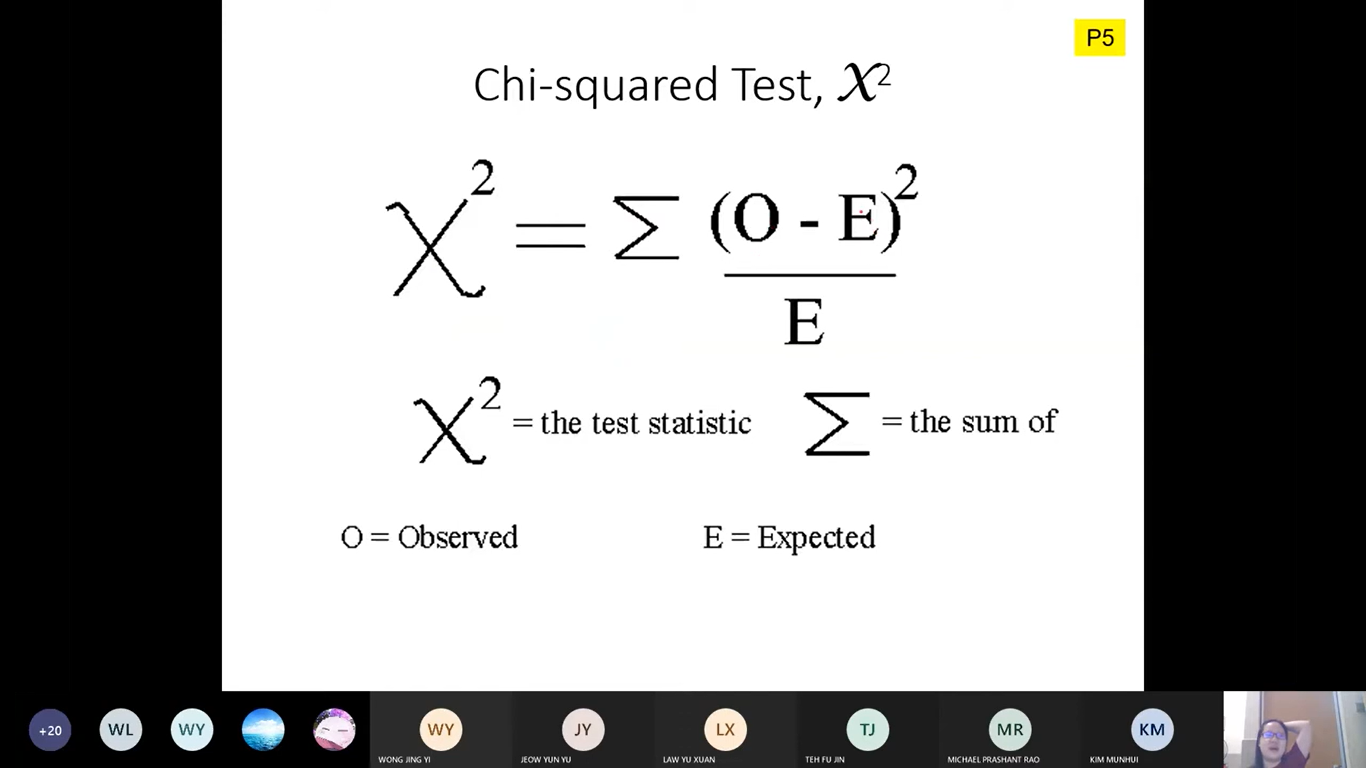 P5
Chi-squared Test, 𝒳²
χ² = ∑ (O - E)² / E
χ² = the test statistic ∑ = the sum of
O = Observed E = Expected
+20 WL WY WY JY LX TJ MR KM
WONG JING YI JEOW YUN YU LAW YU XUAN TEH FU JIN MICHAEL PRASHANT RAO KIM MUNHUI